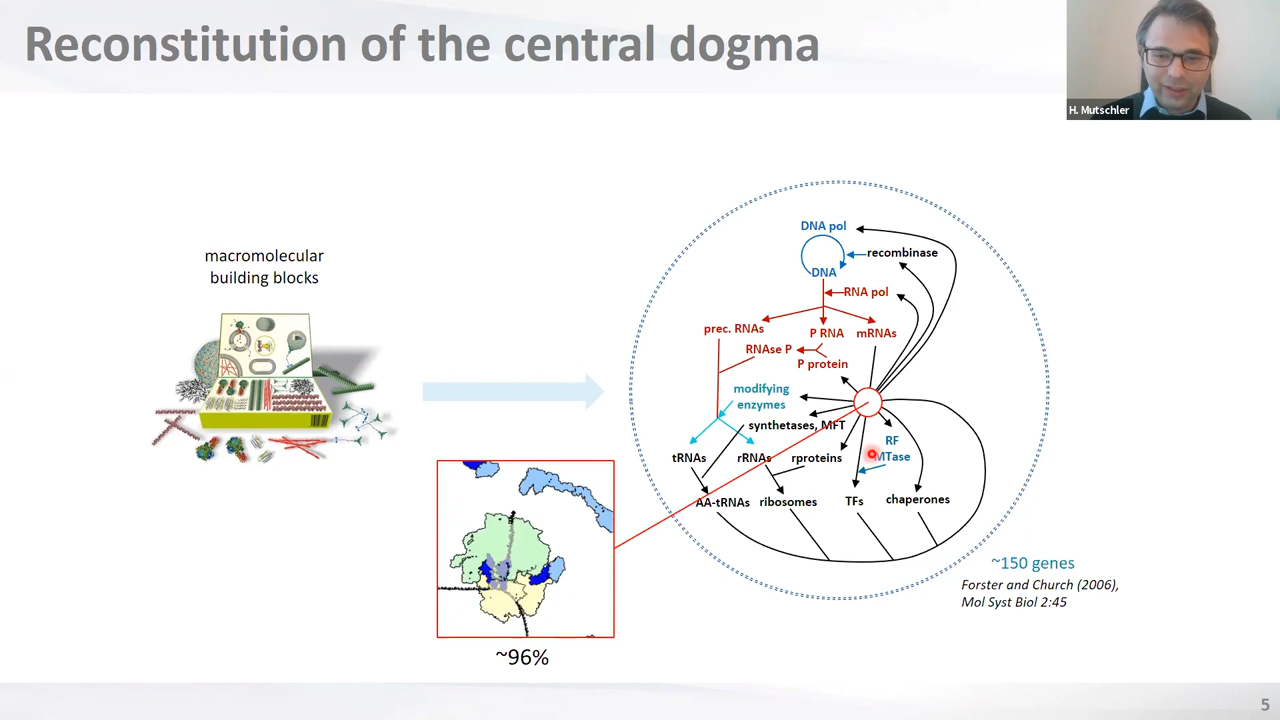 Reconstitution of the central dogma
H. Mutschler
macromolecular
building blocks
DNA pol
recombinase
DNA
RNA pol
prec. RNAs
P RNA
mRNAs
RNAse P
P protein
modifying
enzymes
synthetases, MFT
RF
tRNAs
rRNAs
rproteins
MTase
AA-tRNAs
ribosomes
TFs
chaperones
~150 genes
Forster and Church (2006),
Mol Syst Biol 2:45
~96%
5